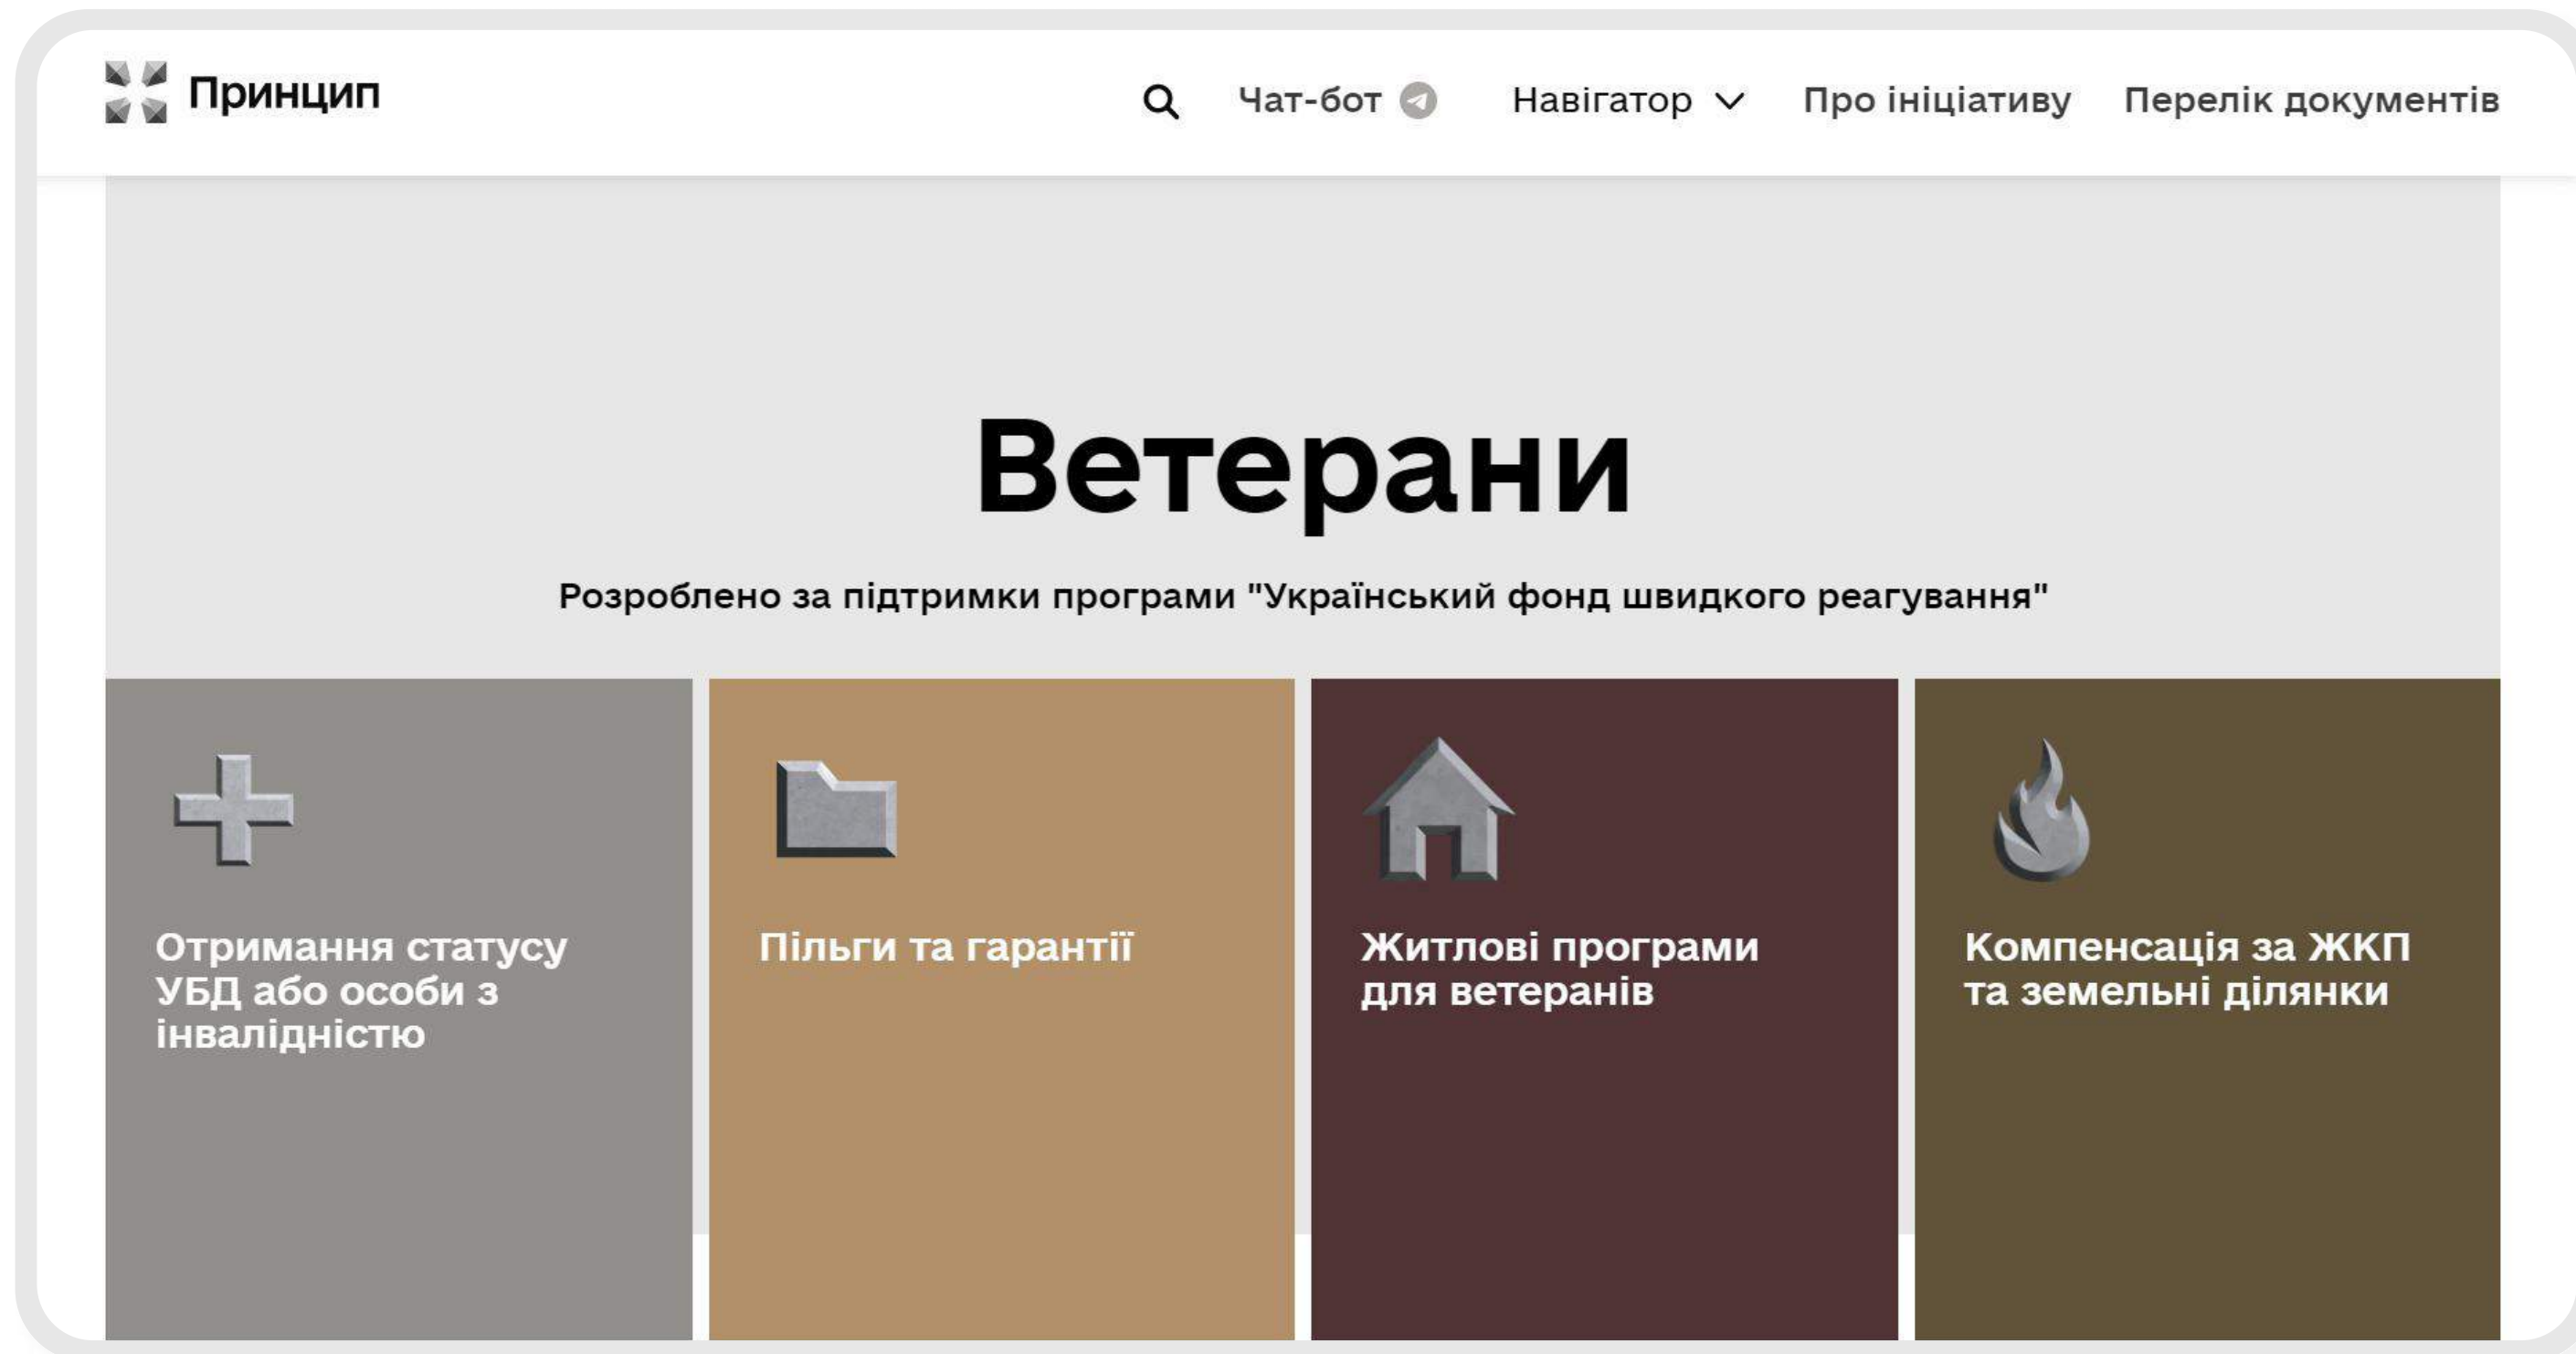 Принцип
Чат-бот
Навігатор
Про ініціативу
Перелік документів
Ветерани
Розроблено за підтримки програми "Український фонд швидкого реагування"
Отримання статусу
УБД або особи з
інвалідністю
Пільги та гарантії
Житлові програми
для ветеранів
Компенсація за ЖКП
та земельні ділянки